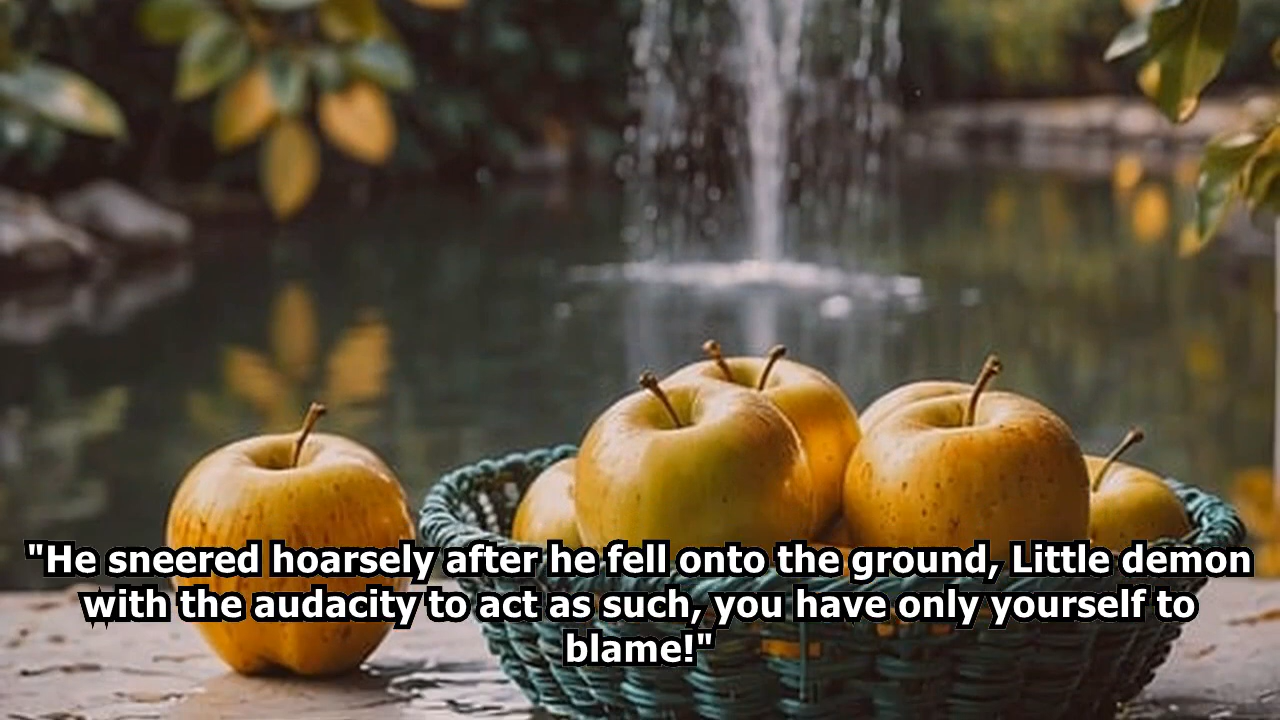 "He sneered hoarsely after he fell onto the ground, Little demon
with the audacity to act as such, you have only yourself to
blame!"